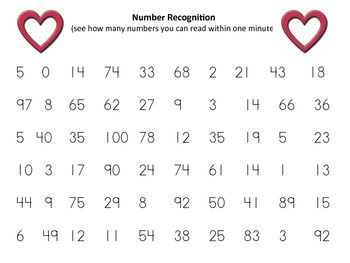 Number Recognition
(see how many numbers you can read within one minute
5 0 14 74 33 68 2 21 43 18
97 8 65 62 27 9 3 14 66 36
5 40 35 100 78 12 35 19 5 23
10 3 17 90 24 74 61 14 1 13
44 9 75 29 8 92 50 41 89 15
6 49 12 11 54 38 25 83 3 92